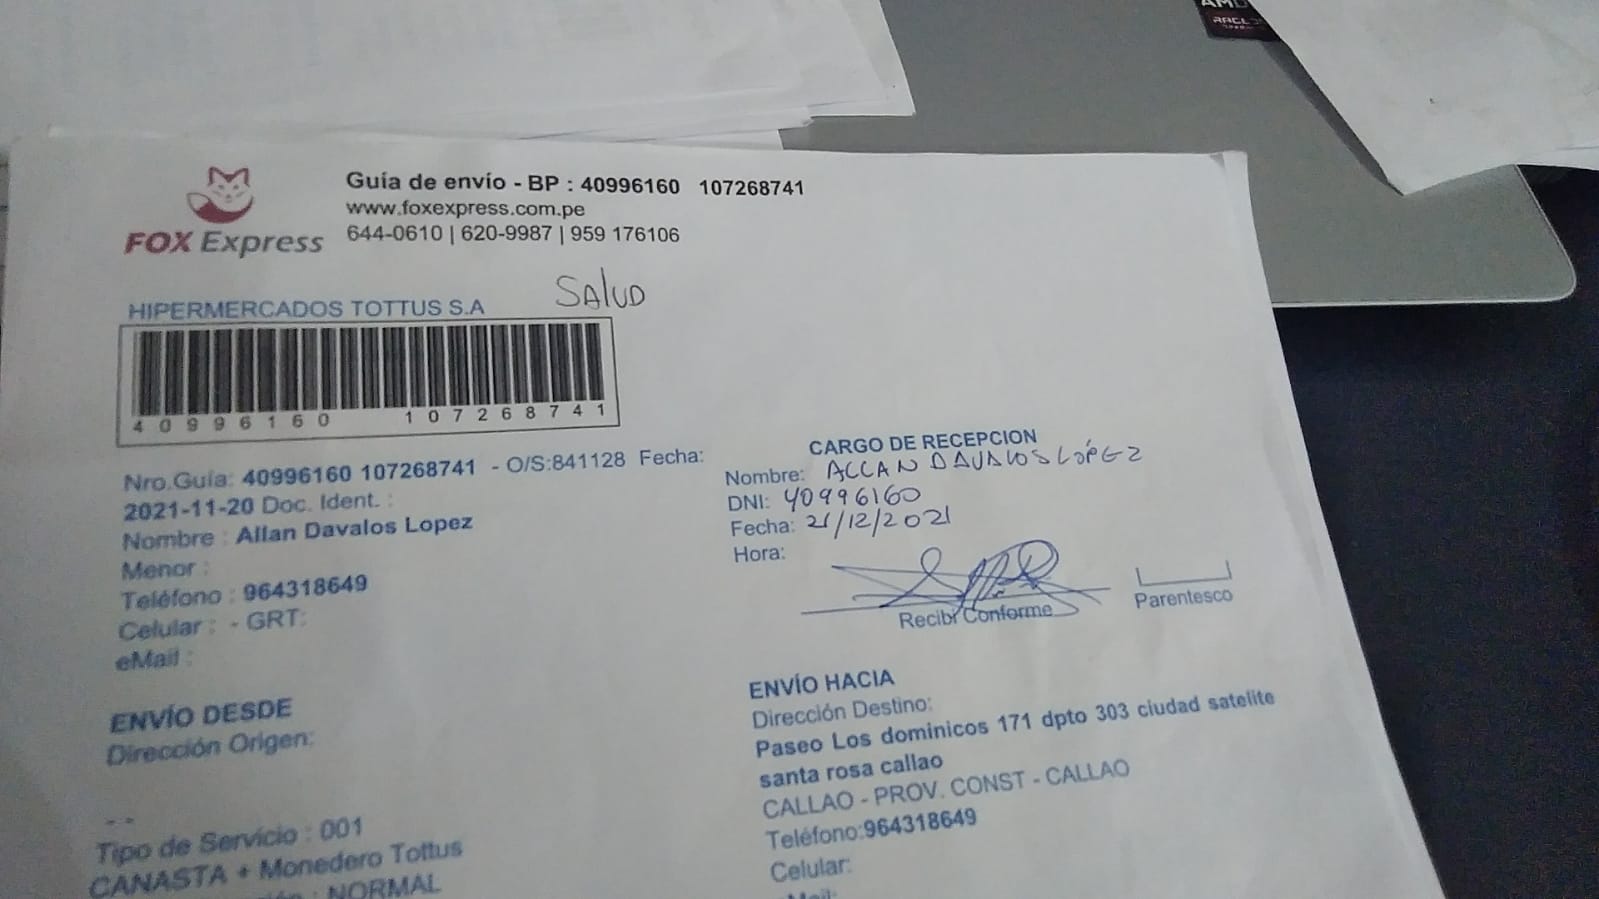 AMD
Guía de envío - BP : 40996160 107268741
www.foxexpress.com.pe
644-0610 | 620-9987 | 959 176106
FOX Express
SALUD
HIPERMERCADOS TOTTUS S.A
40996160 107268741
Nro.Guía: 40996160 107268741 - O/S:841128 Fecha:
2021-11-20 Doc. Ident. :
Nombre : Allan Davalos Lopez
Menor :
Teléfono : 964318649
Celular : - GRT:
eMail :
CARGO DE RECEPCION
Nombre: ALLAN DAVALOS LÓPEZ
DNI: 40996160
Fecha: 21/12/2021
Hora:
Recibí Conforme
Parentesco
ENVÍO DESDE
Dirección Origen:
- -
Tipo de Servicio : 001
CANASTA + Monedero Tottus
: NORMAL
ENVÍO HACIA
Dirección Destino:
Paseo Los dominicos 171 dpto 303 ciudad satelite
santa rosa callao
CALLAO - PROV. CONST - CALLAO
Teléfono:964318649
Celular: